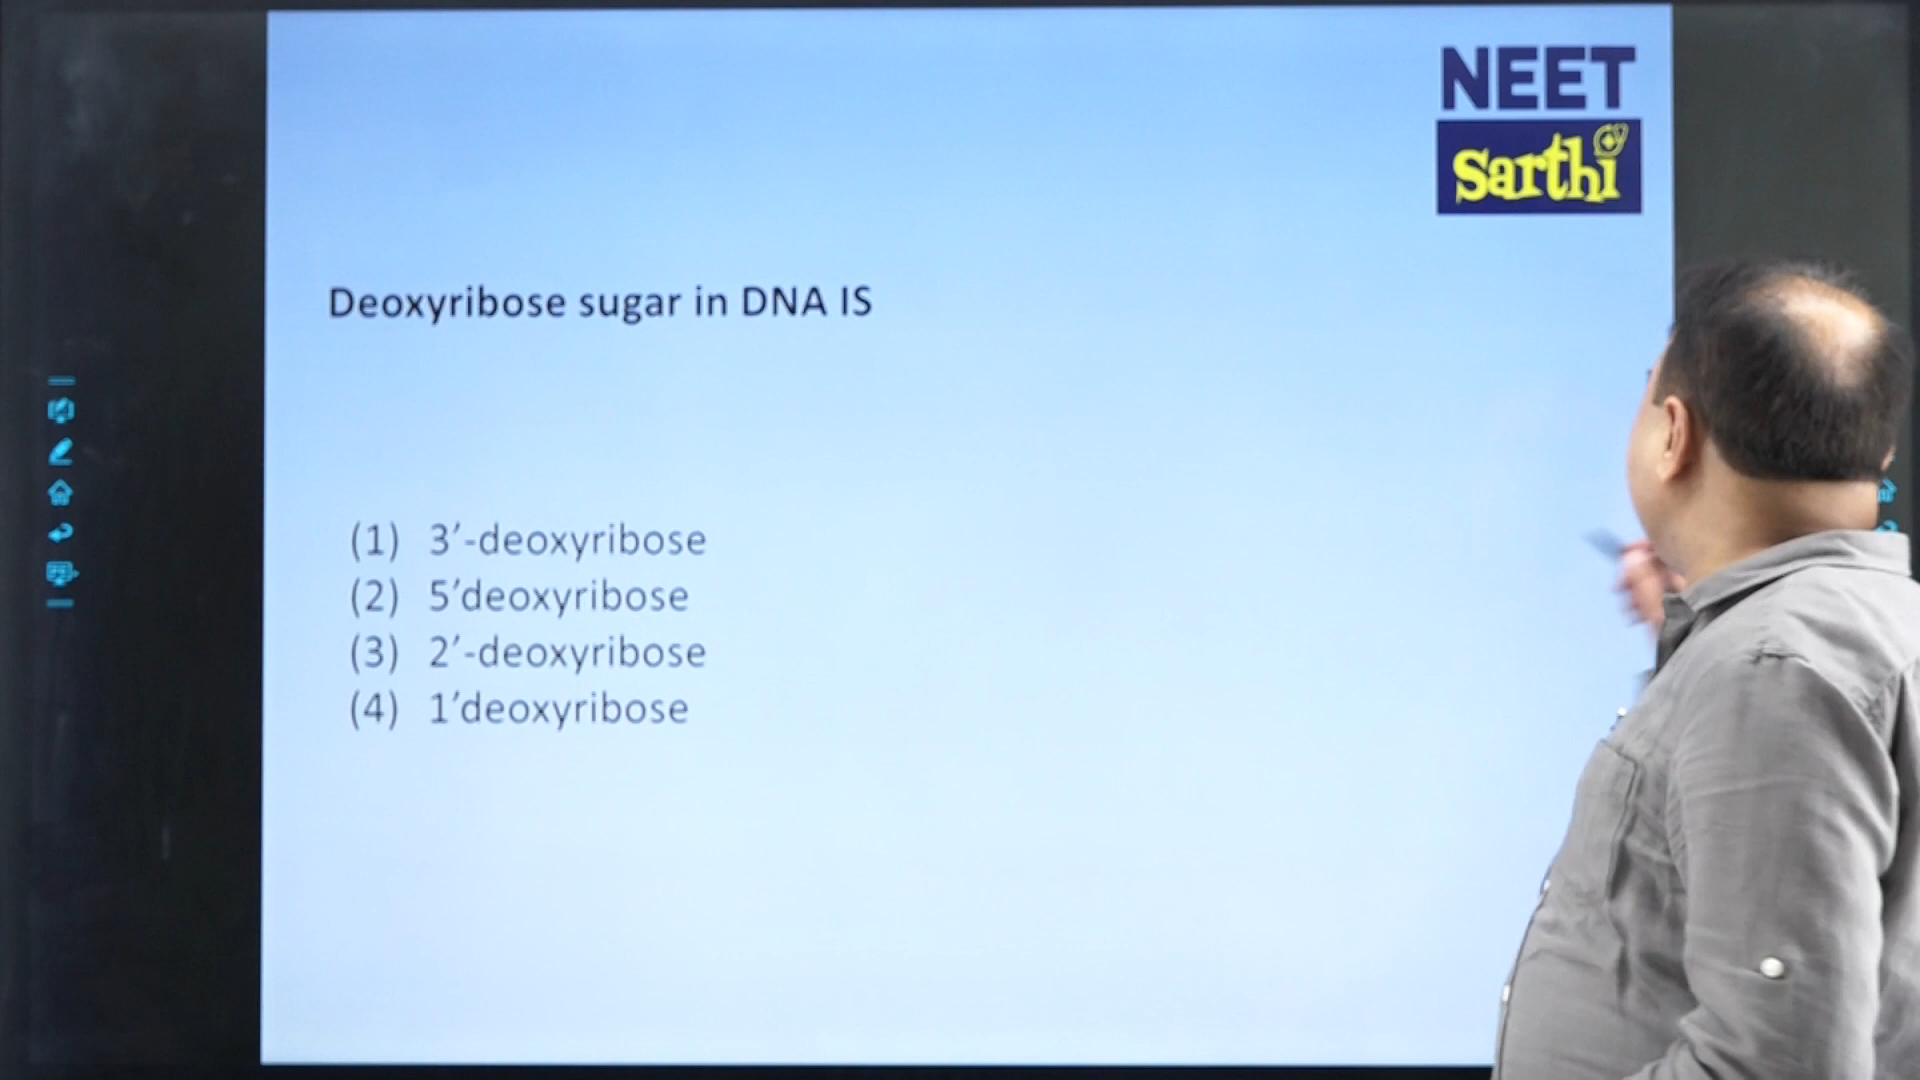 NEET
Sarthi
Deoxyribose sugar in DNA IS
(1) 3′-deoxyribose
(2) 5′deoxyribose
(3) 2′-deoxyribose
(4) 1′deoxyribose